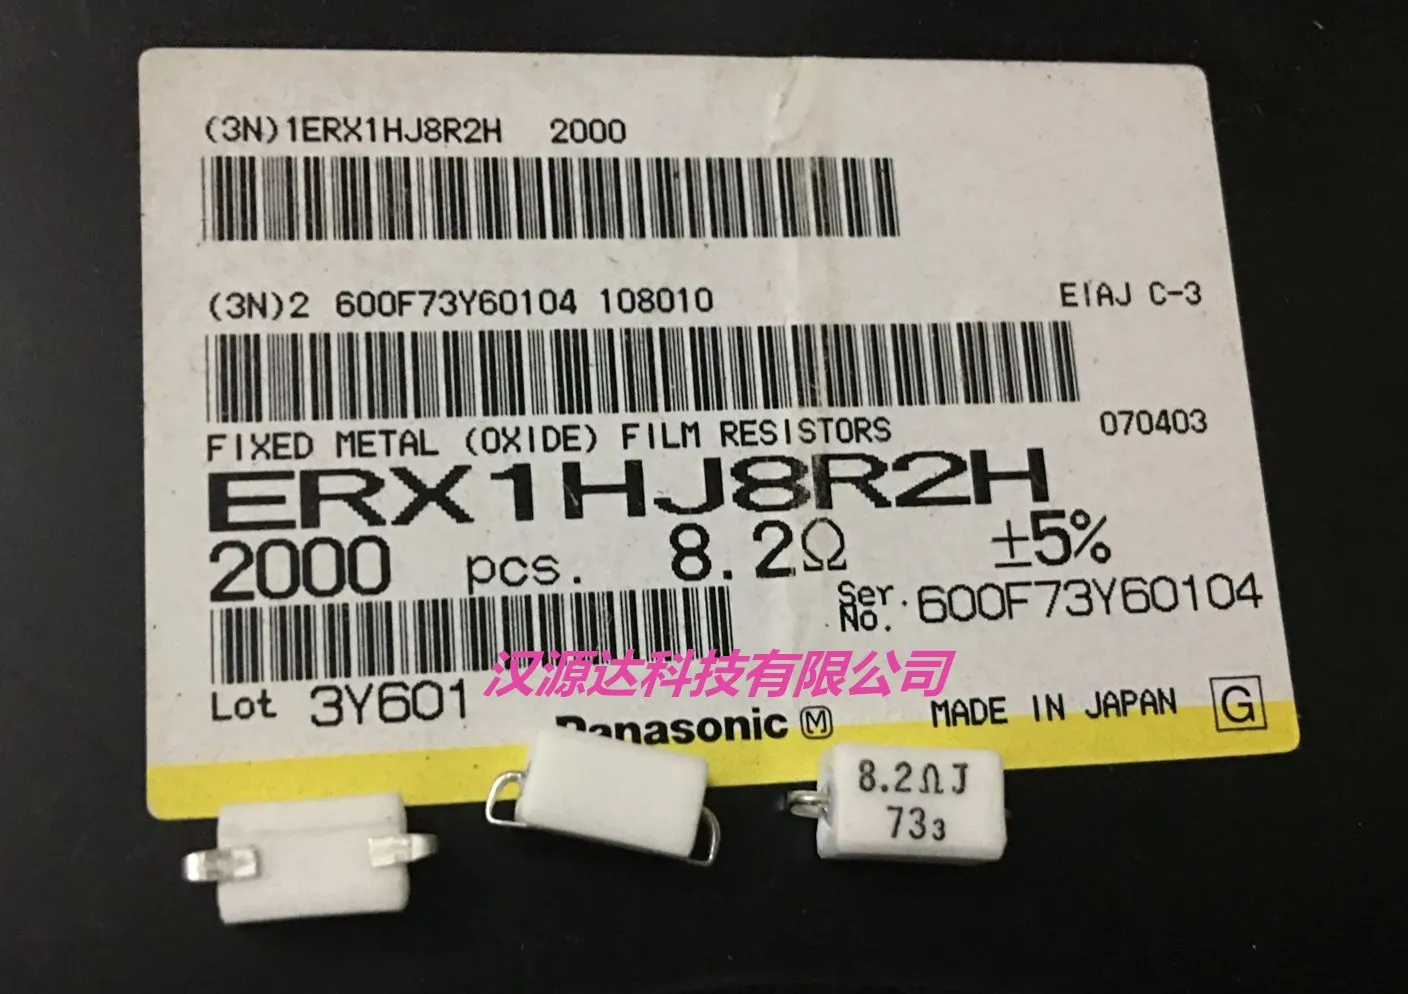 (3N)1ERX1HJ8R2H 2000
(3N)2 600F73Y60104 108010
EIAJ C-3
FIXED METAL (OXIDE) FILM RESISTORS
070403
ERX1HJ8R2H
2000 pcs. 8.2Ω ±5%
Ser. No. 600F73Y60104
汉源达科技有限公司
Lot 3Y601
Panasonic M
MADE IN JAPAN G
8.2ΩJ
733